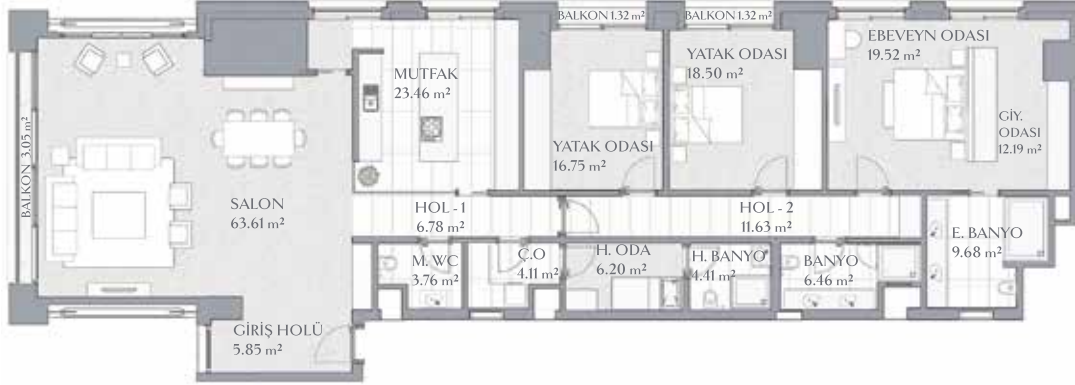 BALKON 1.32 m²
BALKON 1.32 m²
EBEVEYN ODASI
19.52 m²
YATAK ODASI
18.50 m²
MUTFAK
23.46 m²
GİY.
ODASI
12.19 m²
BALKON 3.05 m²
YATAK ODASI
16.75 m²
SALON
63.61 m²
HOL - 1
6.78 m²
HOL - 2
11.63 m²
E. BANYO
9.68 m²
M. WC
3.76 m²
Ç.O
4.11 m²
H. ODA
6.20 m²
H. BANYO
4.41 m²
BANYO
6.46 m²
GİRİŞ HOLÜ
5.85 m²